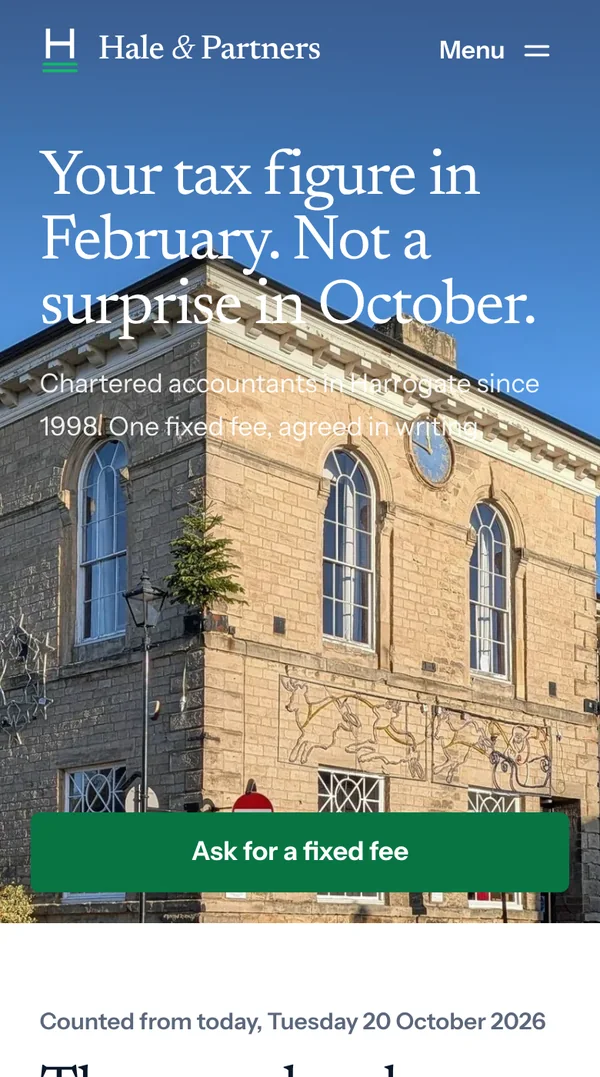 H Hale & Partners
Menu
Your tax figure in
February. Not a
surprise in October.
Chartered accountants in Harrogate since
1998. One fixed fee, agreed in writing.
Ask for a fixed fee
Counted from today, Tuesday 20 October 2026